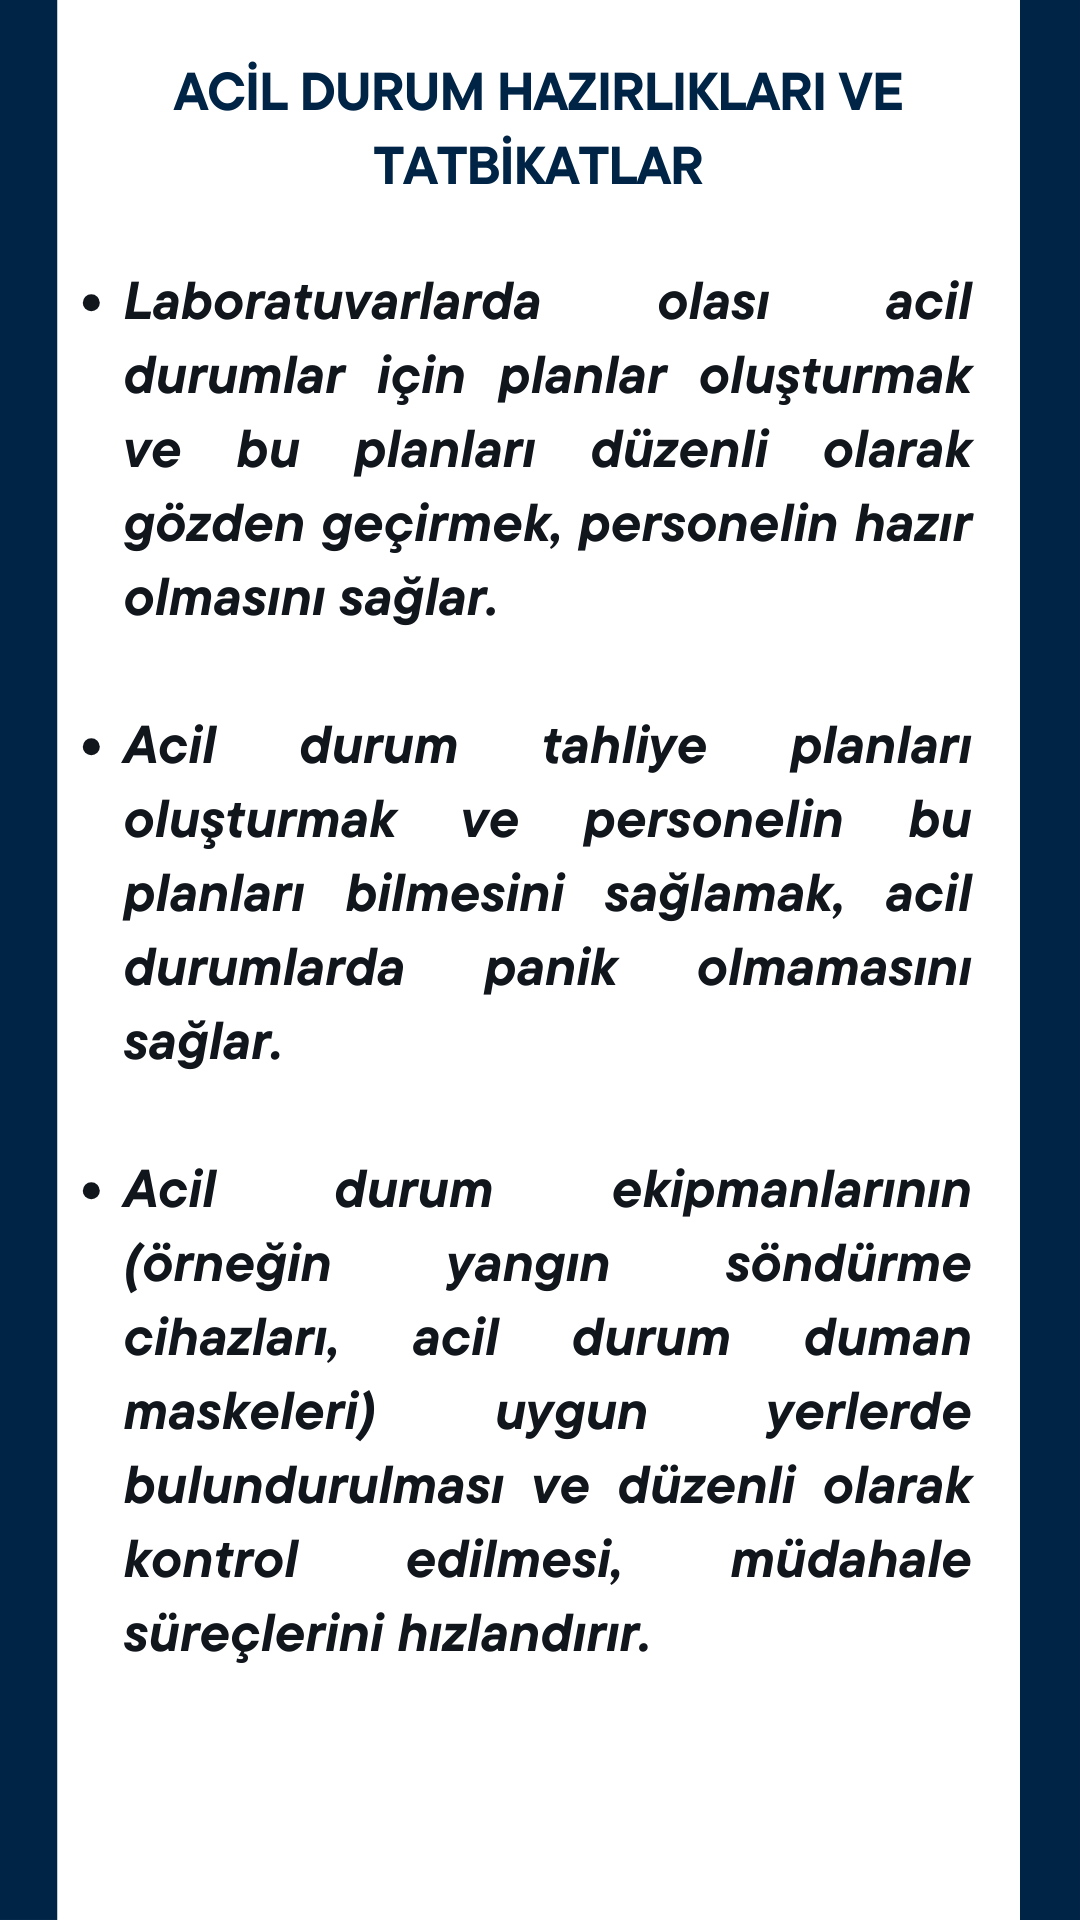 ACİL DURUM HAZIRLIKLARI VE
TATBİKATLAR
• Laboratuvarlarda olası acil
durumlar için planlar oluşturmak
ve bu planları düzenli olarak
gözden geçirmek, personelin hazır
olmasını sağlar.
• Acil durum tahliye planları
oluşturmak ve personelin bu
planları bilmesini sağlamak, acil
durumlarda panik olmamasını
sağlar.
• Acil durum ekipmanlarının
(örneğin yangın söndürme
cihazları, acil durum duman
maskeleri) uygun yerlerde
bulundurulması ve düzenli olarak
kontrol edilmesi, müdahale
süreçlerini hızlandırır.